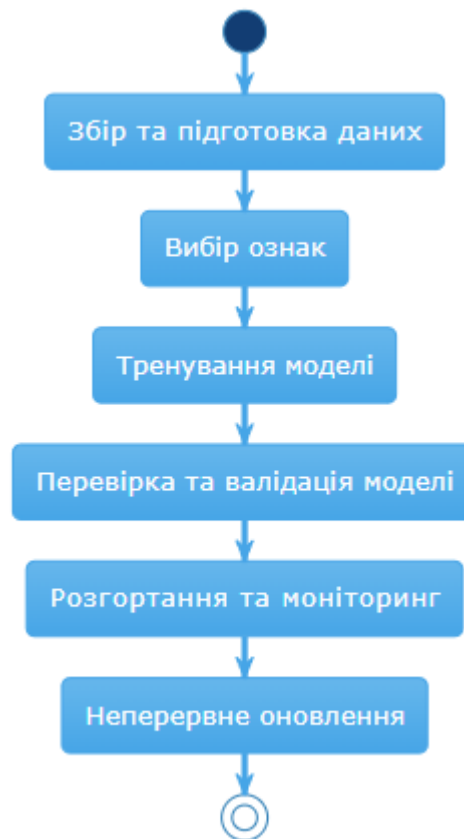 Збір та підготовка даних
Вибір ознак
Тренування моделі
Перевірка та валідація моделі
Розгортання та моніторинг
Неперервне оновлення